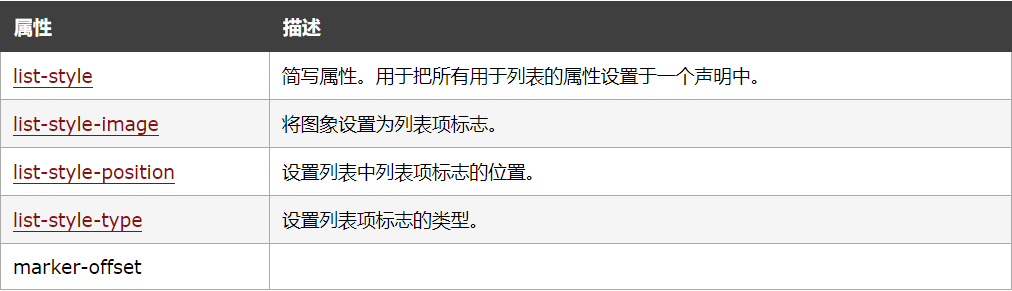 属性 描述
list-style 简写属性。用于把所有用于列表的属性设置于一个声明中。
list-style-image 将图象设置为列表项标志。
list-style-position 设置列表中列表项标志的位置。
list-style-type 设置列表项标志的类型。
marker-offset